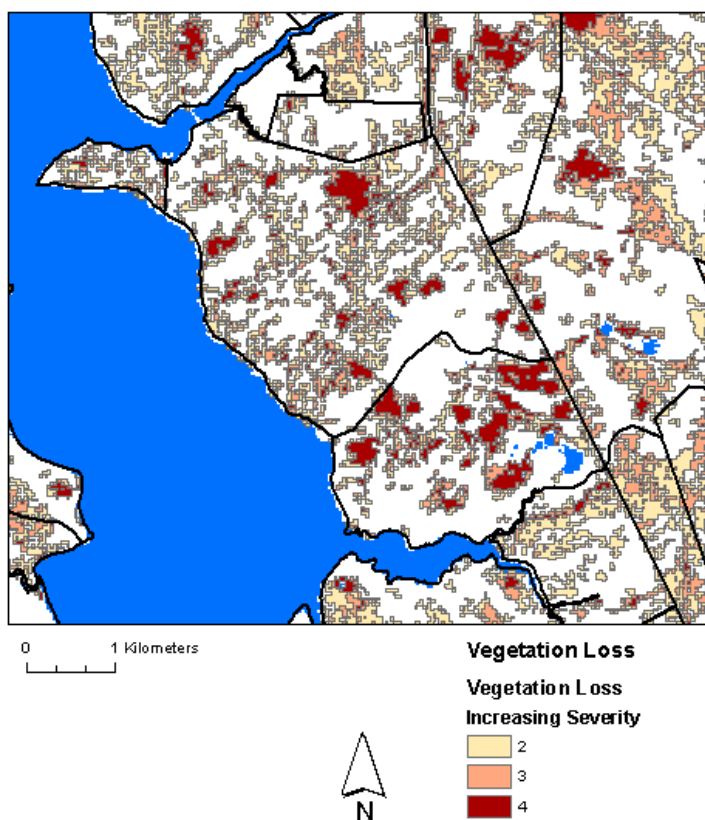 0 1 Kilometers
Vegetation Loss
Vegetation Loss
Increasing Severity
2
3
4
N